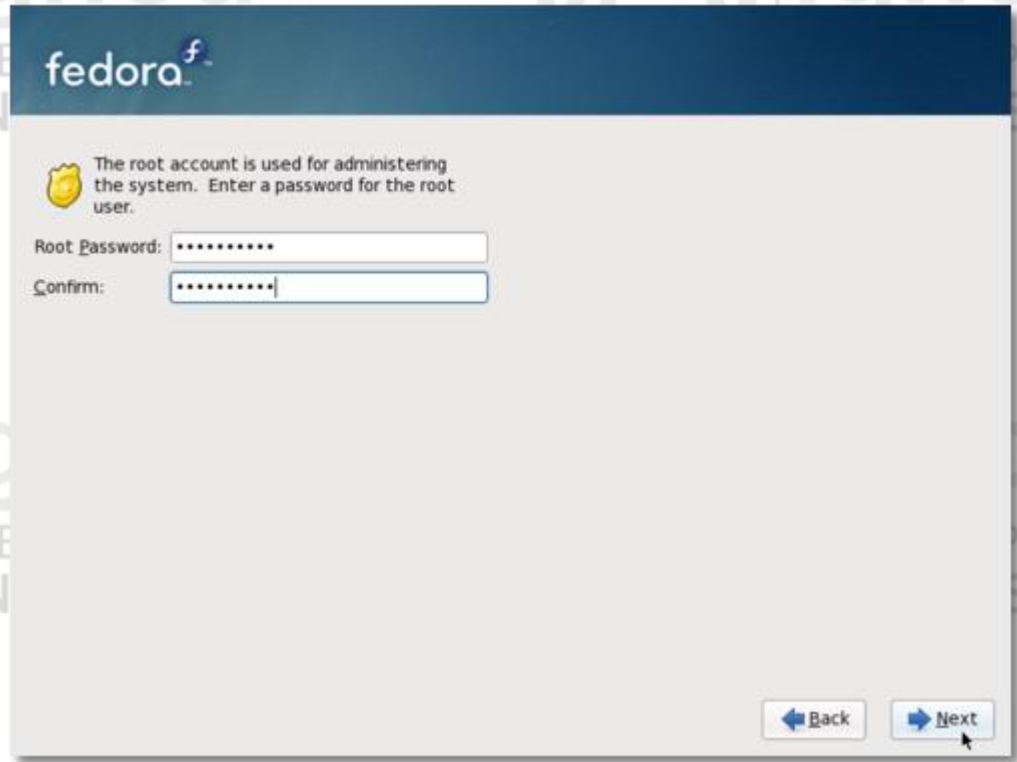 fedora
The root account is used for administering
the system.  Enter a password for the root
user.
Root Password: ••••••••••
Confirm: ••••••••••
Back
Next